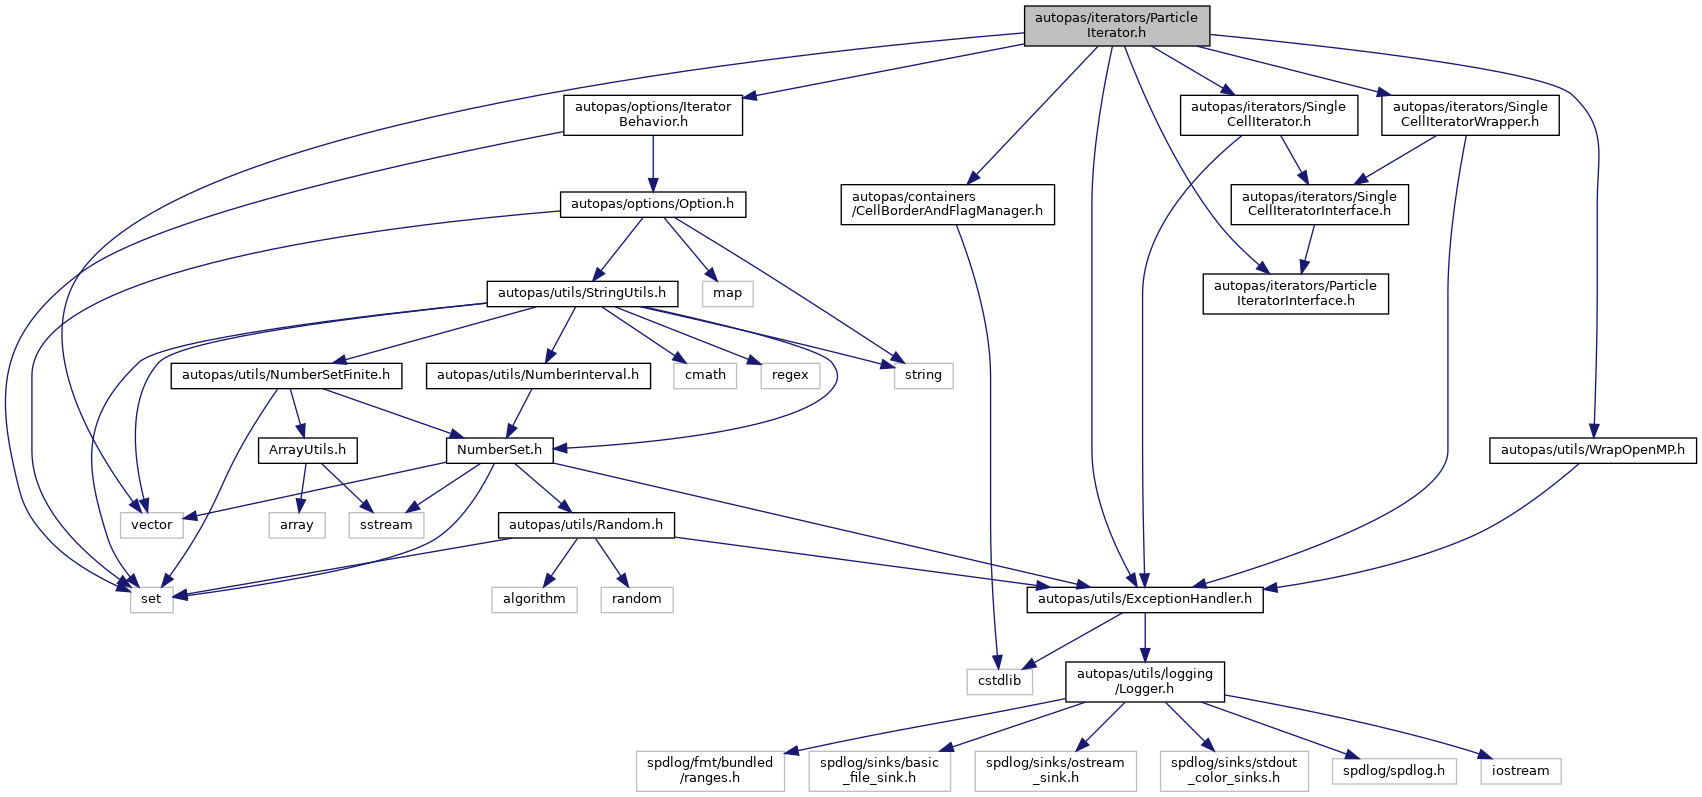 autopas/iterators/Particle
Iterator.h
autopas/options/Iterator
Behavior.h
autopas/iterators/Single
CellIterator.h
autopas/iterators/Single
CellIteratorWrapper.h
autopas/options/Option.h
autopas/containers
/CellBorderAndFlagManager.h
autopas/iterators/Single
CellIteratorInterface.h
autopas/utils/StringUtils.h
map
autopas/iterators/Particle
IteratorInterface.h
autopas/utils/NumberSetFinite.h
autopas/utils/NumberInterval.h
cmath
regex
string
ArrayUtils.h
NumberSet.h
autopas/utils/WrapOpenMP.h
vector
array
sstream
autopas/utils/Random.h
set
algorithm
random
autopas/utils/ExceptionHandler.h
cstdlib
autopas/utils/logging
/Logger.h
spdlog/fmt/bundled
/ranges.h
spdlog/sinks/basic
_file_sink.h
spdlog/sinks/ostream
_sink.h
spdlog/sinks/stdout
_color_sinks.h
spdlog/spdlog.h
iostream